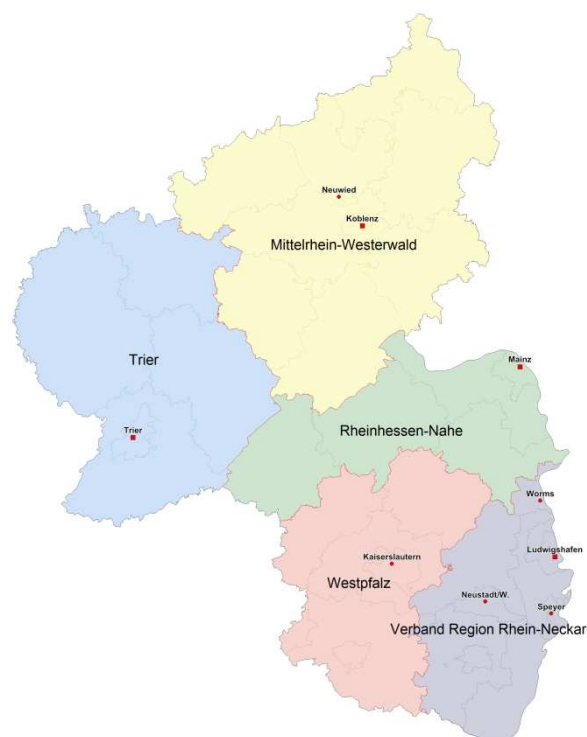 Neuwied
Koblenz
Mittelrhein-Westerwald
Trier
Mainz
Trier
Rheinhessen-Nahe
Worms
Ludwigshafen
Kaiserslautern
Westpfalz
Neustadt/W.
Speyer
Verband Region Rhein-Neckar